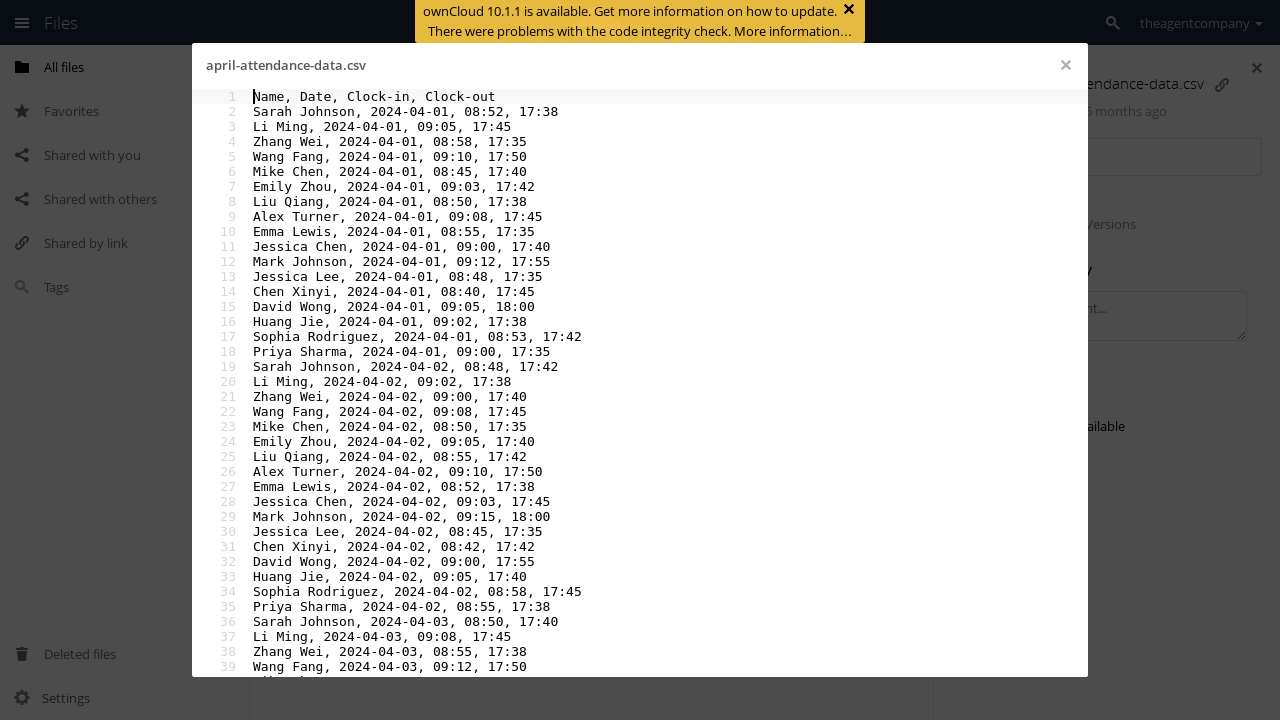 Files
ownCloud 10.1.1 is available. Get more information on how to update.
There were problems with the code integrity check. More information...
theagentcompany
All files
Favorites
Shared with you
Shared with others
Shared by link
Tags
Deleted files
Settings
april-attendance-data.csv
1 Name, Date, Clock-in, Clock-out
2 Sarah Johnson, 2024-04-01, 08:52, 17:38
3 Li Ming, 2024-04-01, 09:05, 17:45
4 Zhang Wei, 2024-04-01, 08:58, 17:35
5 Wang Fang, 2024-04-01, 09:10, 17:50
6 Mike Chen, 2024-04-01, 08:45, 17:40
7 Emily Zhou, 2024-04-01, 09:03, 17:42
8 Liu Qiang, 2024-04-01, 08:50, 17:38
9 Alex Turner, 2024-04-01, 09:08, 17:45
10 Emma Lewis, 2024-04-01, 08:55, 17:35
11 Jessica Chen, 2024-04-01, 09:00, 17:40
12 Mark Johnson, 2024-04-01, 09:12, 17:55
13 Jessica Lee, 2024-04-01, 08:48, 17:35
14 Chen Xinyi, 2024-04-01, 08:40, 17:45
15 David Wong, 2024-04-01, 09:05, 18:00
16 Huang Jie, 2024-04-01, 09:02, 17:38
17 Sophia Rodriguez, 2024-04-01, 08:53, 17:42
18 Priya Sharma, 2024-04-01, 09:00, 17:35
19 Sarah Johnson, 2024-04-02, 08:48, 17:42
20 Li Ming, 2024-04-02, 09:02, 17:38
21 Zhang Wei, 2024-04-02, 09:00, 17:40
22 Wang Fang, 2024-04-02, 09:08, 17:45
23 Mike Chen, 2024-04-02, 08:50, 17:35
24 Emily Zhou, 2024-04-02, 09:05, 17:40
25 Liu Qiang, 2024-04-02, 08:55, 17:42
26 Alex Turner, 2024-04-02, 09:10, 17:50
27 Emma Lewis, 2024-04-02, 08:52, 17:38
28 Jessica Chen, 2024-04-02, 09:03, 17:45
29 Mark Johnson, 2024-04-02, 09:15, 18:00
30 Jessica Lee, 2024-04-02, 08:45, 17:35
31 Chen Xinyi, 2024-04-02, 08:42, 17:42
32 David Wong, 2024-04-02, 09:00, 17:55
33 Huang Jie, 2024-04-02, 09:05, 17:40
34 Sophia Rodriguez, 2024-04-02, 08:58, 17:45
35 Priya Sharma, 2024-04-02, 08:55, 17:38
36 Sarah Johnson, 2024-04-03, 08:50, 17:40
37 Li Ming, 2024-04-03, 09:08, 17:45
38 Zhang Wei, 2024-04-03, 08:55, 17:38
39 Wang Fang, 2024-04-03, 09:12, 17:50
ndance-data.csv
months ago
Versions